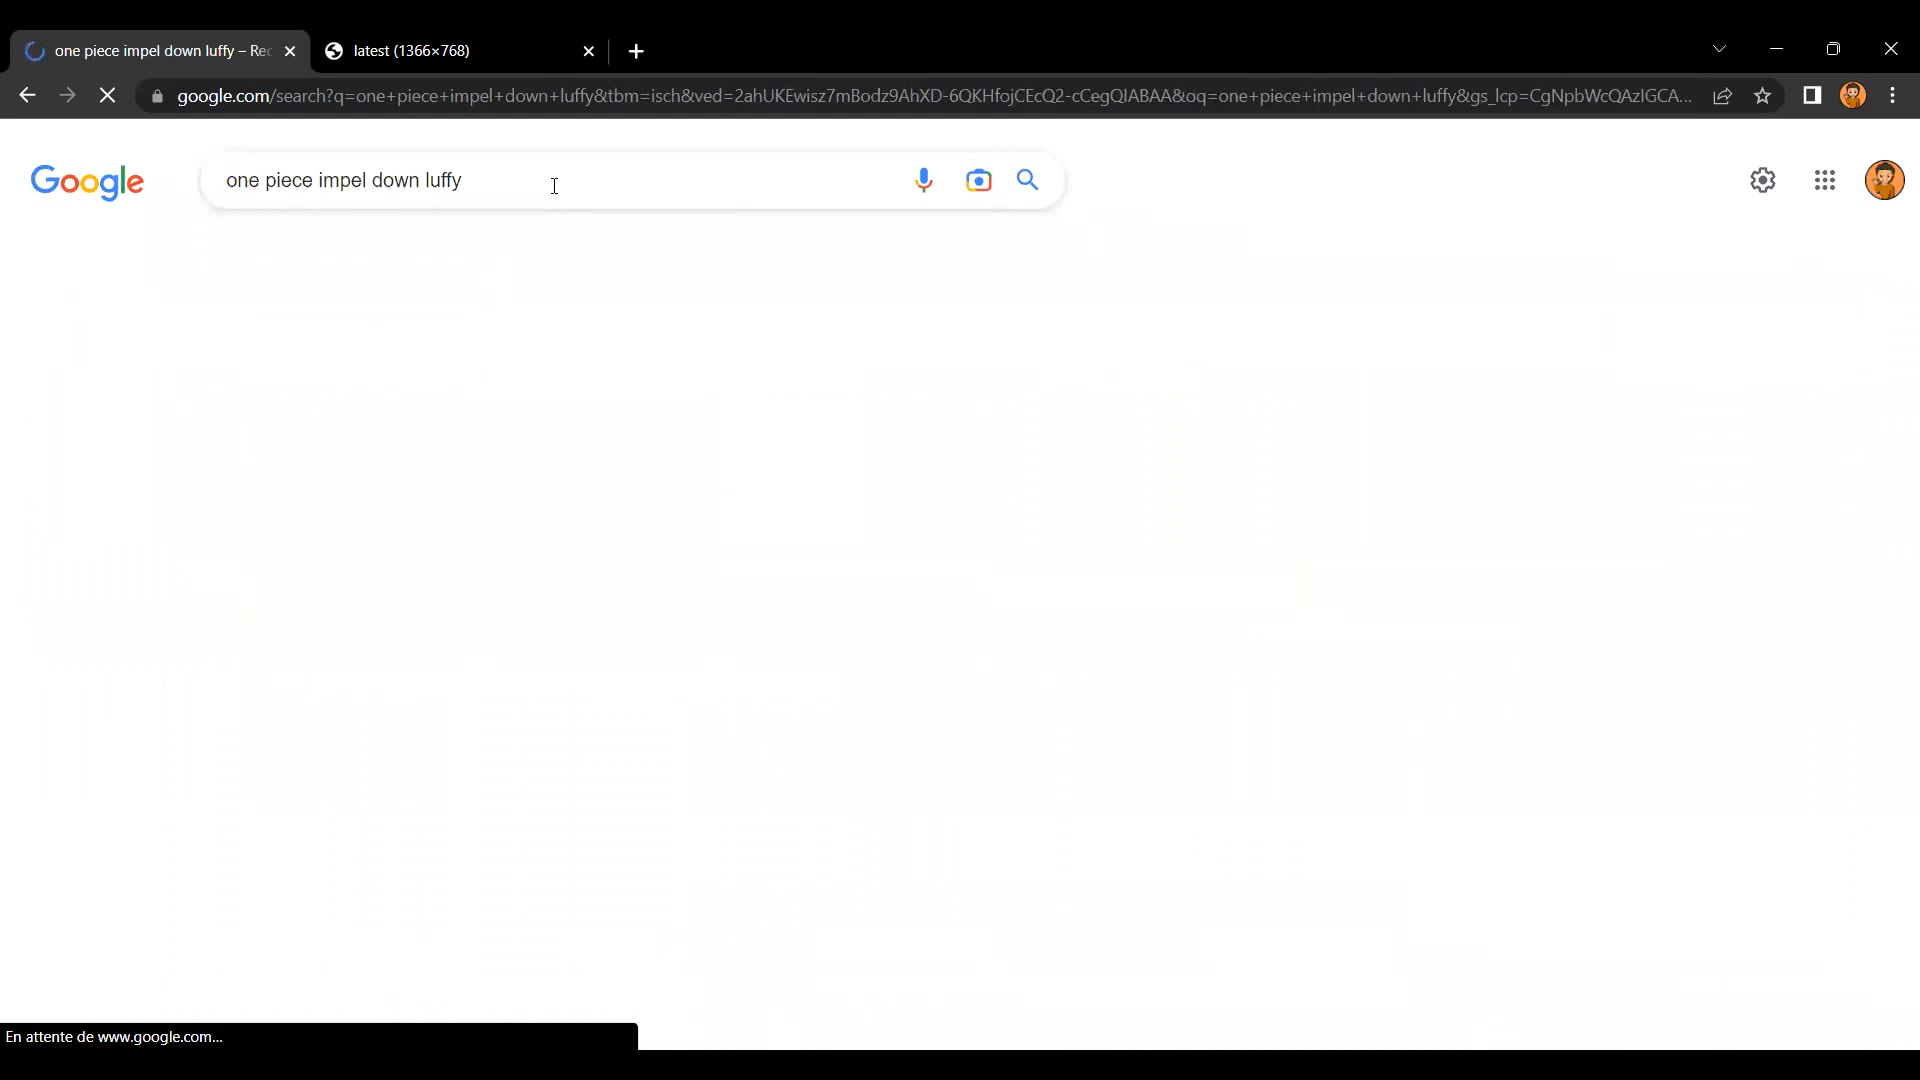 one piece impel down luffy – Rec
latest (1366×768)
google.com/search?q=one+piece+impel+down+luffy&tbm=isch&ved=2ahUKEwisz7mBodz9AhXD-6QKHfojCEcQ2-cCegQIABAA&oq=one+piece+impel+down+luffy&gs_lcp=CgNpbWcQAzIGCA...
Google
one piece impel down luffy
En attente de www.google.com...